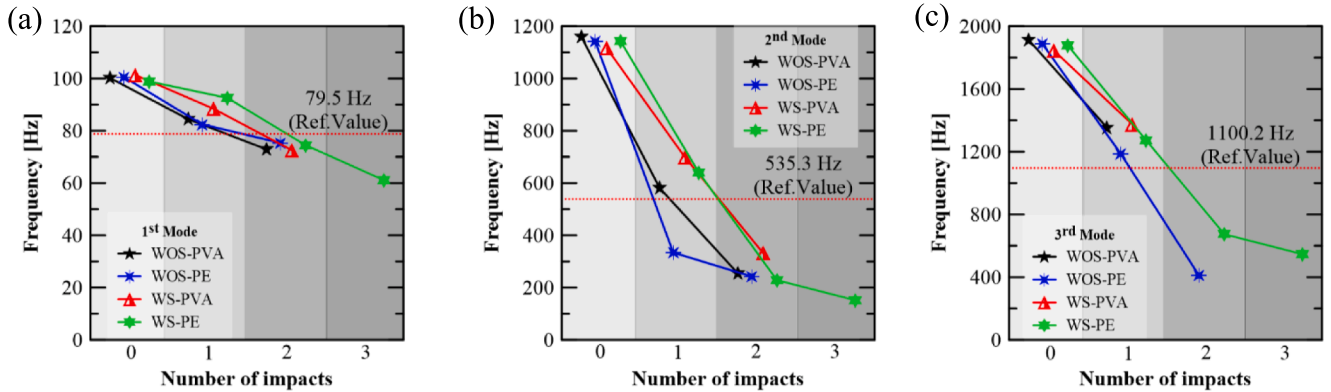 (a)
120
100
80
60
40
20
0
Frequency [Hz]
79.5 Hz
(Ref.Value)
1st Mode
WOS-PVA
WOS-PE
WS-PVA
WS-PE
0 1 2 3
Number of impacts
(b)
1200
1000
800
600
400
200
0
Frequency [Hz]
2nd Mode
WOS-PVA
WOS-PE
WS-PVA
WS-PE
535.3 Hz
(Ref.Value)
0 1 2 3
Number of impacts
(c)
2000
1600
1200
800
400
0
Frequency [Hz]
1100.2 Hz
(Ref.Value)
3rd Mode
WOS-PVA
WOS-PE
WS-PVA
WS-PE
0 1 2 3
Number of impacts